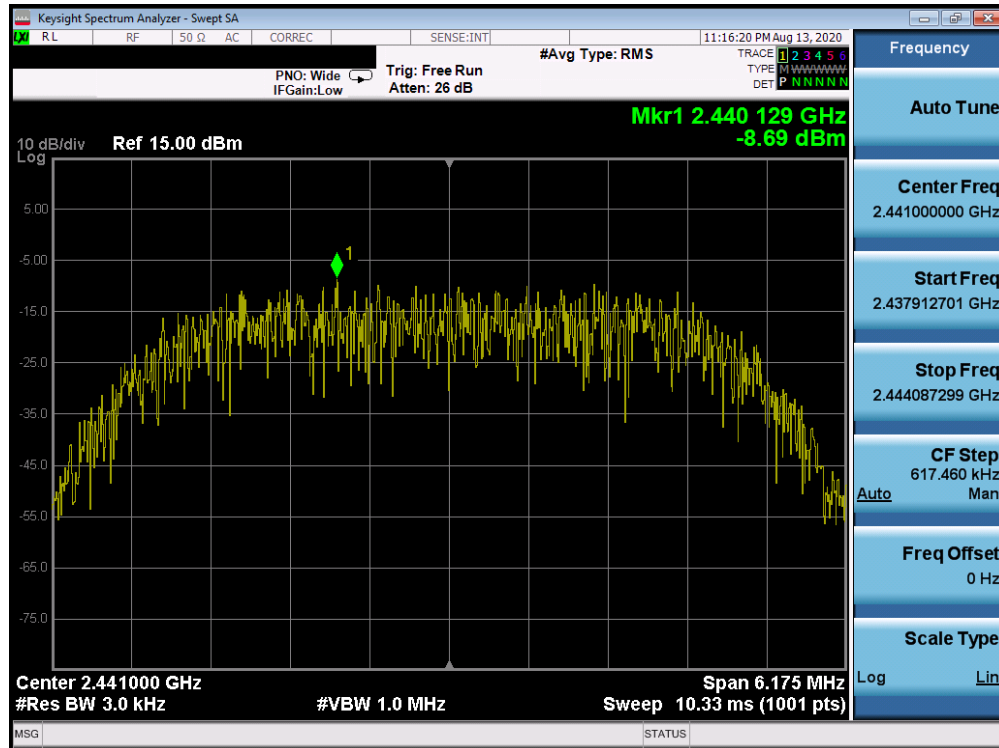 Keysight Spectrum Analyzer - Swept SA
LXI RL RF 50 Ω AC CORREC SENSE:INT 11:16:20 PM Aug 13, 2020
#Avg Type: RMS TRACE 1 2 3 4 5 6
PNO: Wide Trig: Free Run TYPE M W W W W W
IFGain:Low Atten: 26 dB DET P N N N N N
Mkr1 2.440 129 GHz
-8.69 dBm
10 dB/div Ref 15.00 dBm
Log
1
5.00
-5.00
-15.0
-25.0
-35.0
-45.0
-55.0
-65.0
-75.0
Center 2.441000 GHz Span 6.175 MHz
#Res BW 3.0 kHz #VBW 1.0 MHz Sweep 10.33 ms (1001 pts)
MSG STATUS
Frequency
Auto Tune
Center Freq
2.441000000 GHz
Start Freq
2.437912701 GHz
Stop Freq
2.444087299 GHz
CF Step
617.460 kHz
Auto Man
Freq Offset
0 Hz
Scale Type
Log Lin